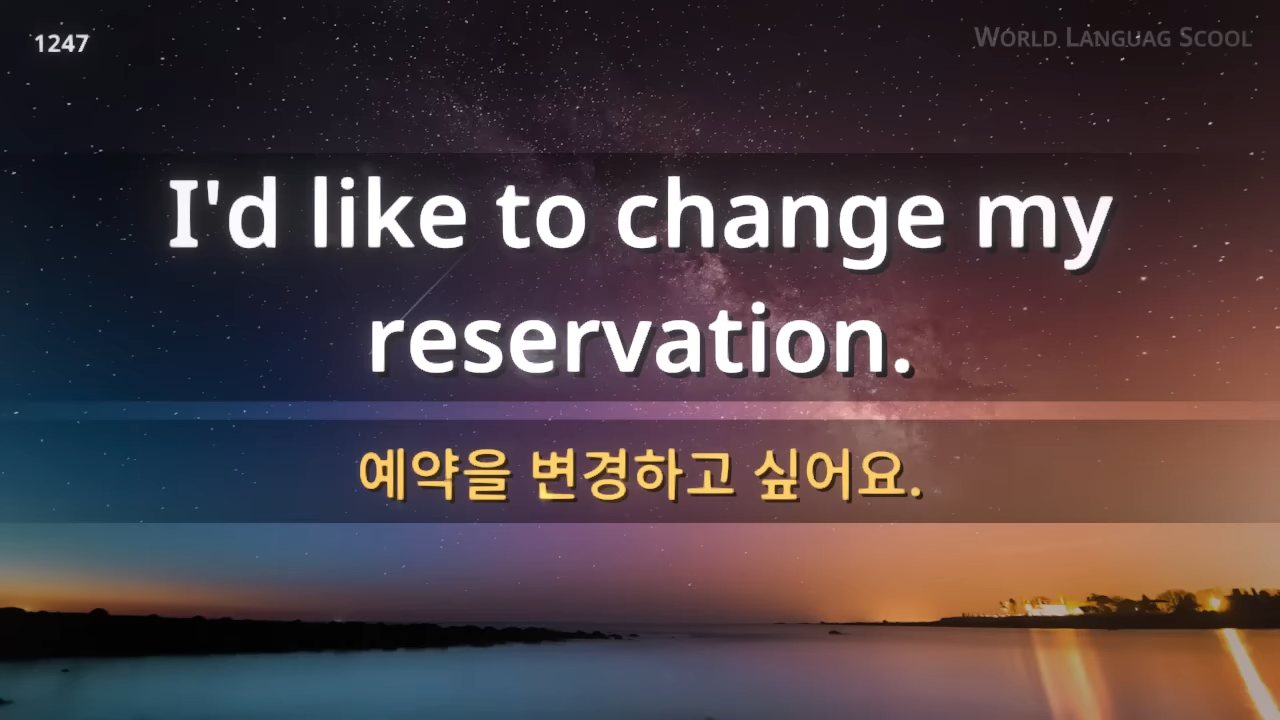 1247
World Languag Scool
I'd like to change my
reservation.
예약을 변경하고 싶어요.